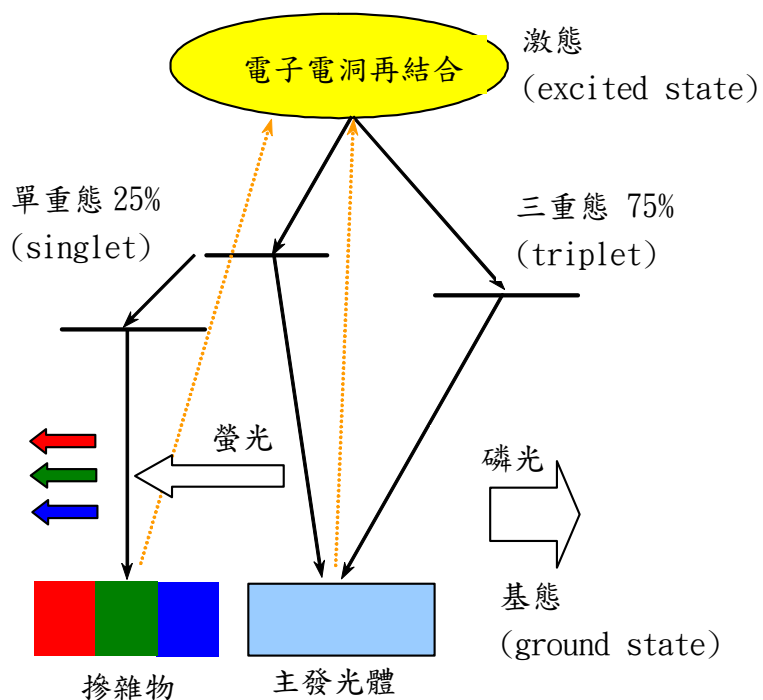 電子電洞再結合
激態
(excited state)
單重態 25%
(singlet)
三重態 75%
(triplet)
螢光
磷光
基態
(ground state)
摻雜物
主發光體